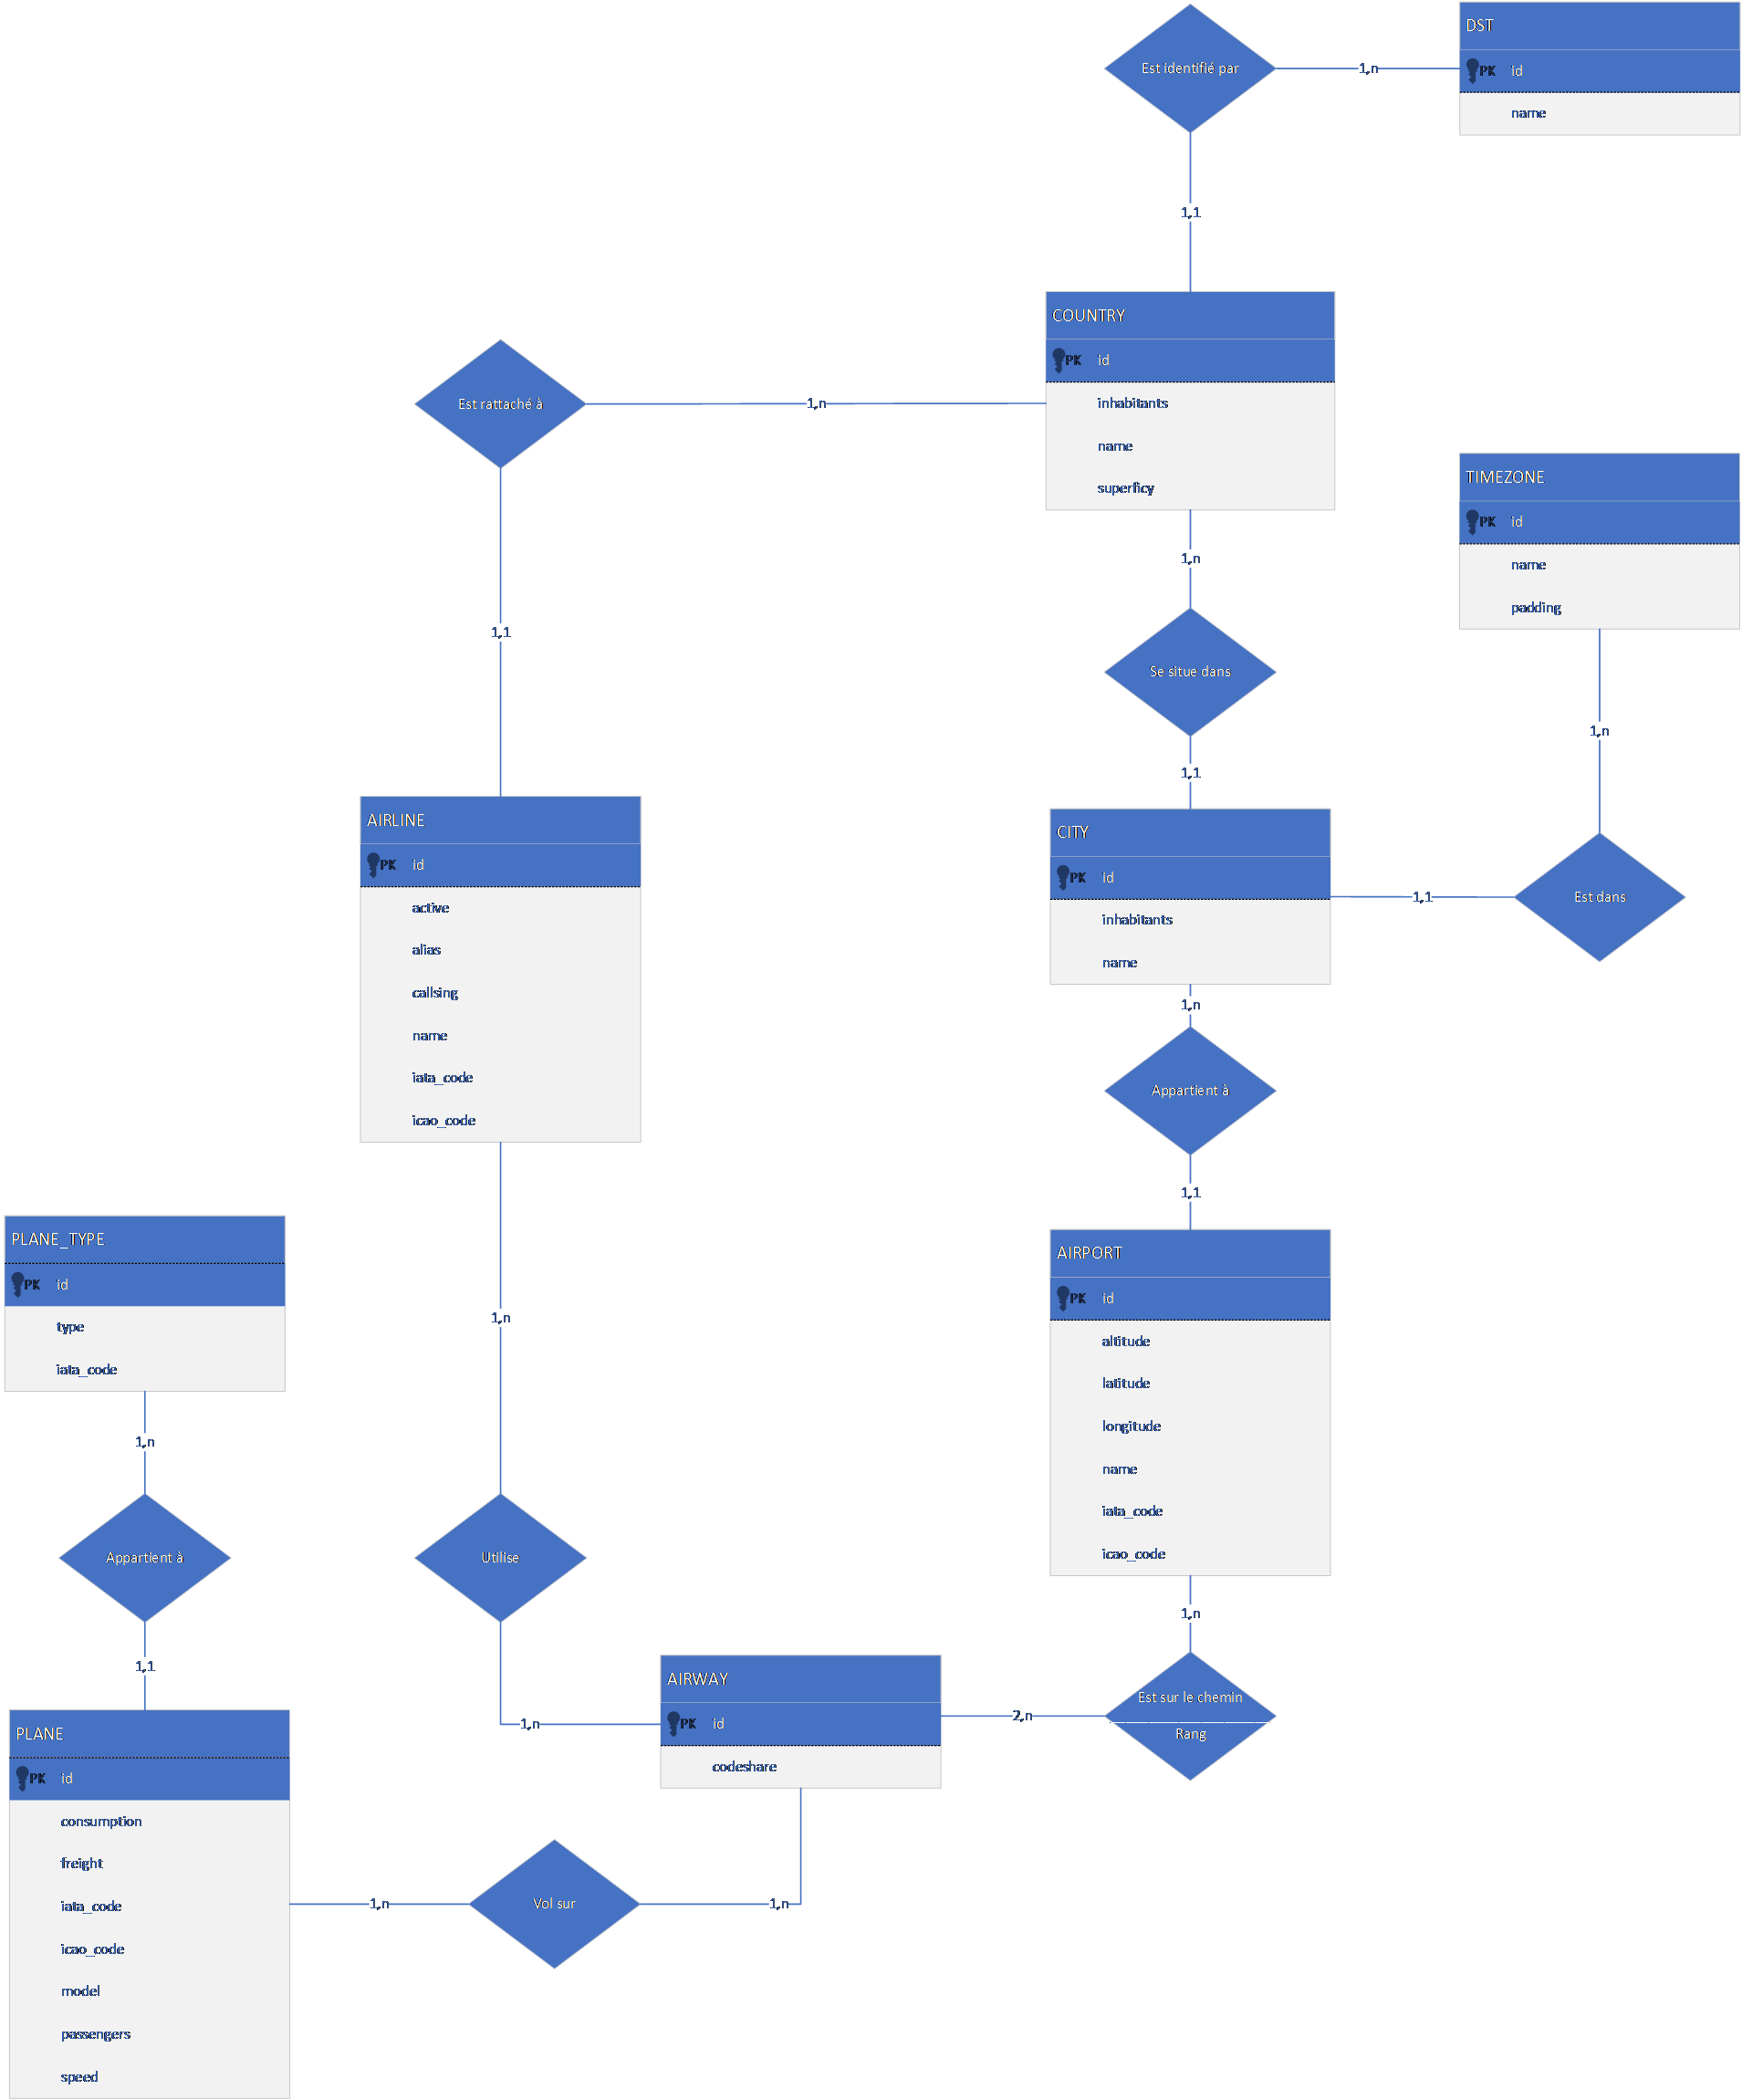 Est identifié par
1,n
DST
PK id
name
1,1
COUNTRY
PK id
inhabitants
name
superficy
Est rattaché à
1,n
1,1
1,n
Se situe dans
1,1
TIMEZONE
PK id
name
padding
1,n
Est dans
1,1
AIRLINE
PK id
active
alias
callsing
name
iata_code
icao_code
CITY
PK id
inhabitants
name
1,n
Appartient à
1,1
AIRPORT
PK id
altitude
latitude
longitude
name
iata_code
icao_code
1,n
Est sur le chemin
Rang
2,n
1,n
Utilise
1,n
AIRWAY
PK id
codeshare
PLANE_TYPE
PK id
type
iata_code
1,n
Appartient à
1,1
PLANE
PK id
consumption
freight
iata_code
icao_code
model
passengers
speed
1,n
Vol sur
1,n